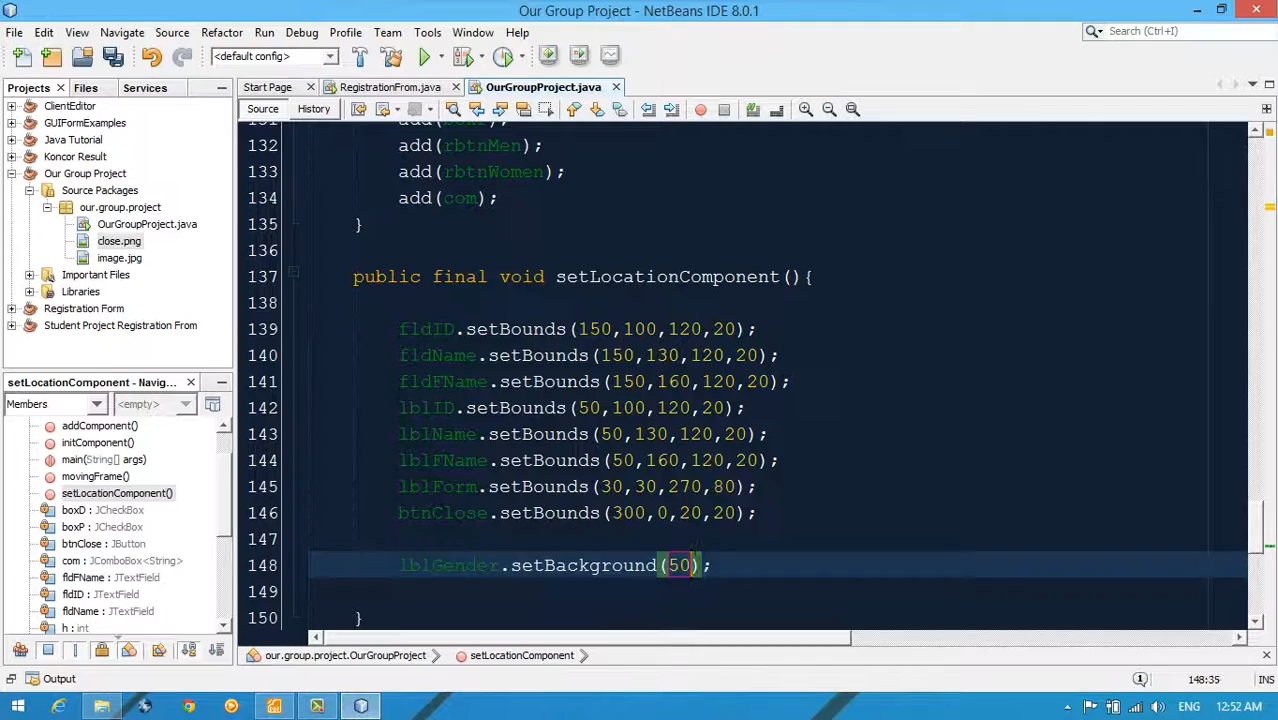 Our Group Project - NetBeans IDE 8.0.1
File Edit View Navigate Source Refactor Run Debug Profile Team Tools Window Help
Search (Ctrl+I)
<default config>
Projects Files Services
Start Page RegistrationFrom.java OurGroupProject.java
Source History
ClientEditor
GUIFormExamples
Java Tutorial
Koncor Result
Our Group Project
Source Packages
our.group.project
OurGroupProject.java
close.png
image.jpg
Important Files
Libraries
Registration Form
Student Project Registration From
setLocationComponent - Navig...
Members <empty>
addComponent()
initComponent()
main(String[] args)
movingFrame()
setLocationComponent()
boxD : JCheckBox
boxP : JCheckBox
btnClose : JButton
com : JComboBox<String>
fldFName : JTextField
fldID : JTextField
fldName : JTextField
h : int
132 add(rbtnMen);
133 add(rbtnWomen);
134 add(com);
135 }
136
137 public final void setLocationComponent(){
138
139 fldID.setBounds(150,100,120,20);
140 fldName.setBounds(150,130,120,20);
141 fldFName.setBounds(150,160,120,20);
142 lblID.setBounds(50,100,120,20);
143 lblName.setBounds(50,130,120,20);
144 lblFName.setBounds(50,160,120,20);
145 lblForm.setBounds(30,30,270,80);
146 btnClose.setBounds(300,0,20,20);
147
148 lblGender.setBackground(50);
149
150 }
our.group.project.OurGroupProject setLocationComponent
Output
148:35 INS
ENG 12:52 AM